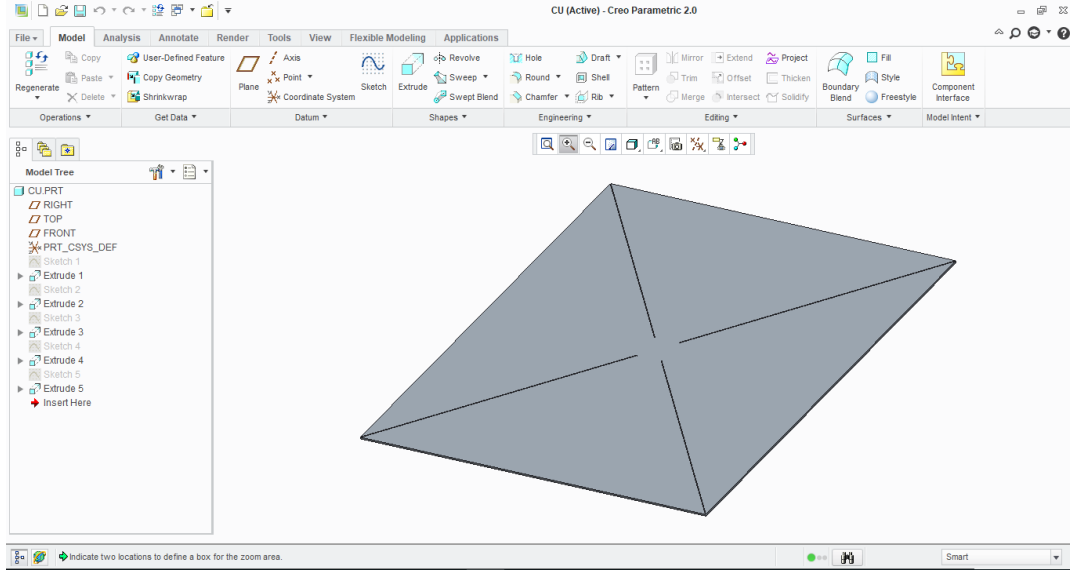 CU (Active) - Creo Parametric 2.0
File Model Analysis Annotate Render Tools View Flexible Modeling Applications
Regenerate
Copy
Paste
Delete
User-Defined Feature
Copy Geometry
Shrinkwrap
Plane
Axis
Point
Coordinate System
Sketch
Extrude
Revolve
Sweep
Swept Blend
Hole
Round
Chamfer
Draft
Shell
Rib
Pattern
Mirror
Trim
Merge
Extend
Offset
Intersect
Project
Thicken
Solidify
Boundary
Blend
Fill
Style
Freestyle
Component
Interface
Operations Get Data Datum Shapes Engineering Editing Surfaces Model Intent
Model Tree
CU.PRT
RIGHT
TOP
FRONT
PRT_CSYS_DEF
Sketch 1
Extrude 1
Sketch 2
Extrude 2
Sketch 3
Extrude 3
Sketch 4
Extrude 4
Sketch 5
Extrude 5
Insert Here
Indicate two locations to define a box for the zoom area.
Smart